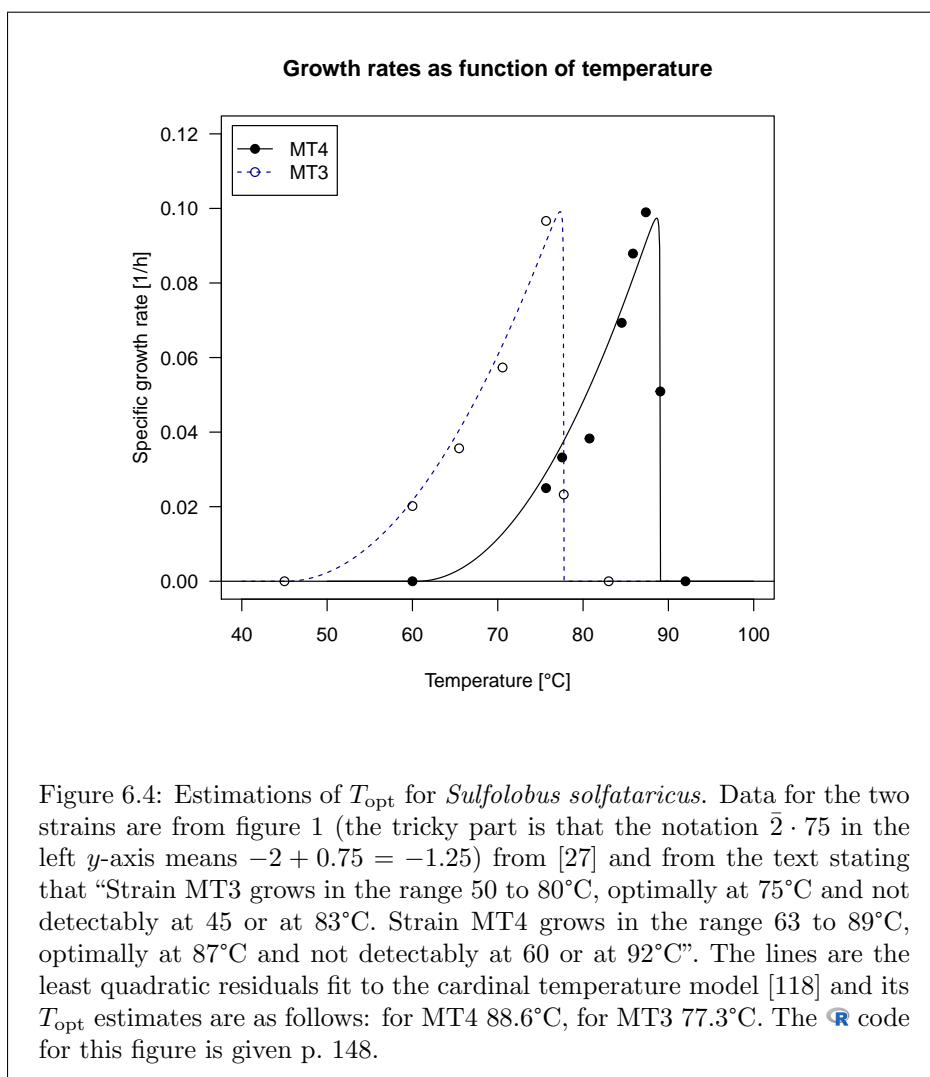 Growth rates as function of temperature
MT4
MT3
0.12
0.10
0.08
0.06
0.04
0.02
0.00
Specific growth rate [1/h]
40 50 60 70 80 90 100
Temperature [°C]
Figure 6.4: Estimations of T_opt for Sulfolobus solfataricus. Data for the two
strains are from figure 1 (the tricky part is that the notation 2̄ · 75 in the
left y-axis means −2 + 0.75 = −1.25) from [27] and from the text stating
that “Strain MT3 grows in the range 50 to 80°C, optimally at 75°C and not
detectably at 45 or at 83°C. Strain MT4 grows in the range 63 to 89°C,
optimally at 87°C and not detectably at 60 or at 92°C”. The lines are the
least quadratic residuals fit to the cardinal temperature model [118] and its
T_opt estimates are as follows: for MT4 88.6°C, for MT3 77.3°C. The R code
for this figure is given p. 148.